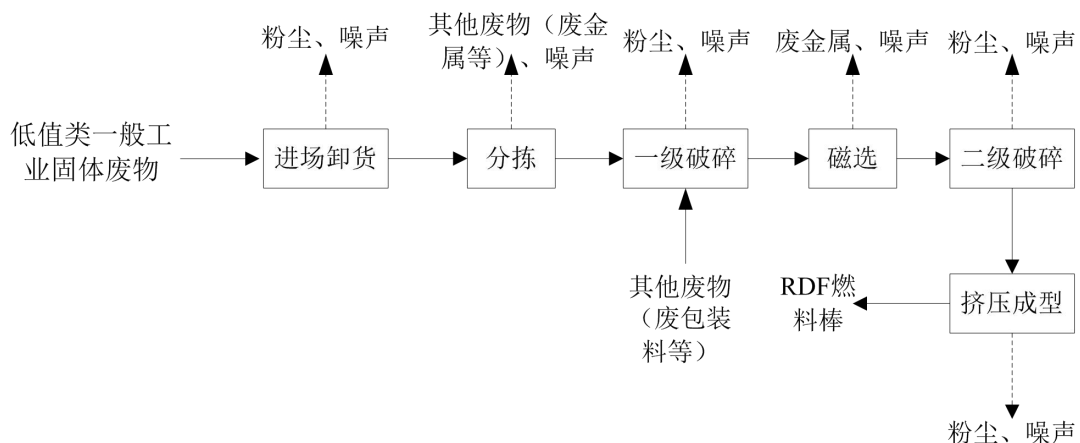 粉尘、噪声
其他废物（废金
属等）、噪声
粉尘、噪声
废金属、噪声
粉尘、噪声
低值类一般工
业固体废物
进场卸货
分拣
一级破碎
磁选
二级破碎
其他废物
（废包装
料等）
RDF燃
料棒
挤压成型
粉尘、噪声